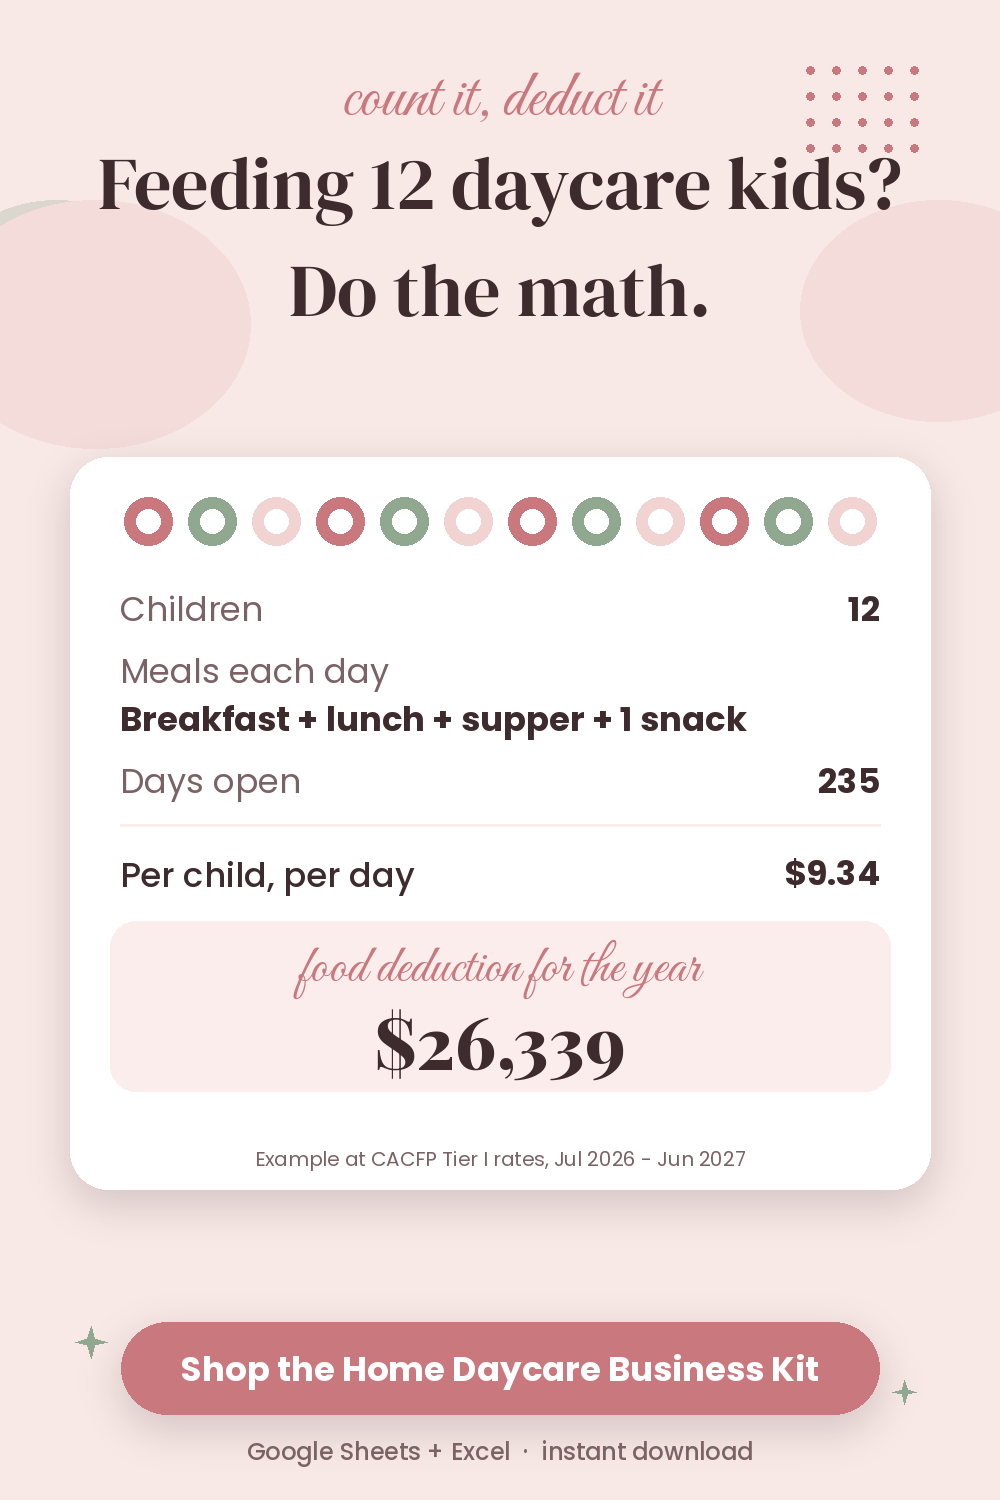 count it, deduct it
Feeding 12 daycare kids?
Do the math.
Children 12
Meals each day
Breakfast + lunch + supper + 1 snack
Days open 235
Per child, per day $9.34
food deduction for the year
$26,339
Example at CACFP Tier I rates, Jul 2026 - Jun 2027
Shop the Home Daycare Business Kit
Google Sheets + Excel · instant download